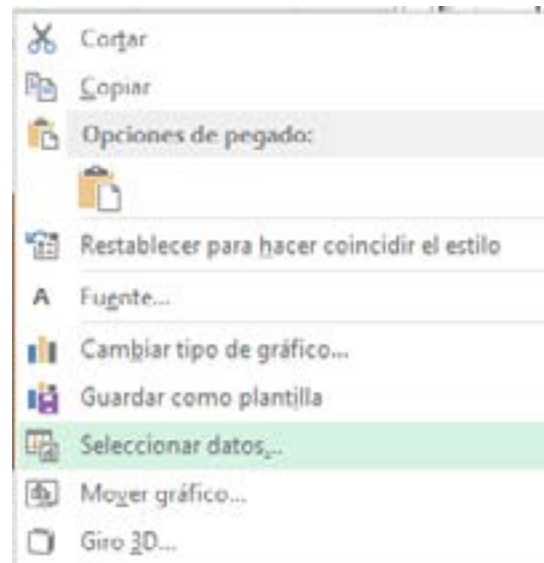 Cortar
Copiar
Opciones de pegado:
Restablecer para hacer coincidir el estilo
A Fuente...
Cambiar tipo de gráfico...
Guardar como plantilla
Seleccionar datos...
Mover gráfico...
Giro 3D...